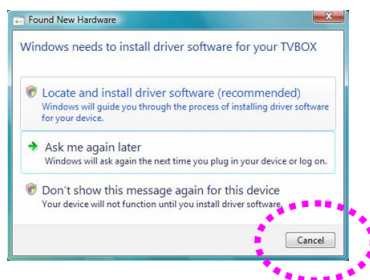 Found New Hardware
Windows needs to install driver software for your TVBOX
Locate and install driver software (recommended)
Windows will guide you through the process of installing driver software
for your device.
Ask me again later
Windows will ask again the next time you plug in your device or log on.
Don't show this message again for this device
Your device will not function until you install driver software.
Cancel